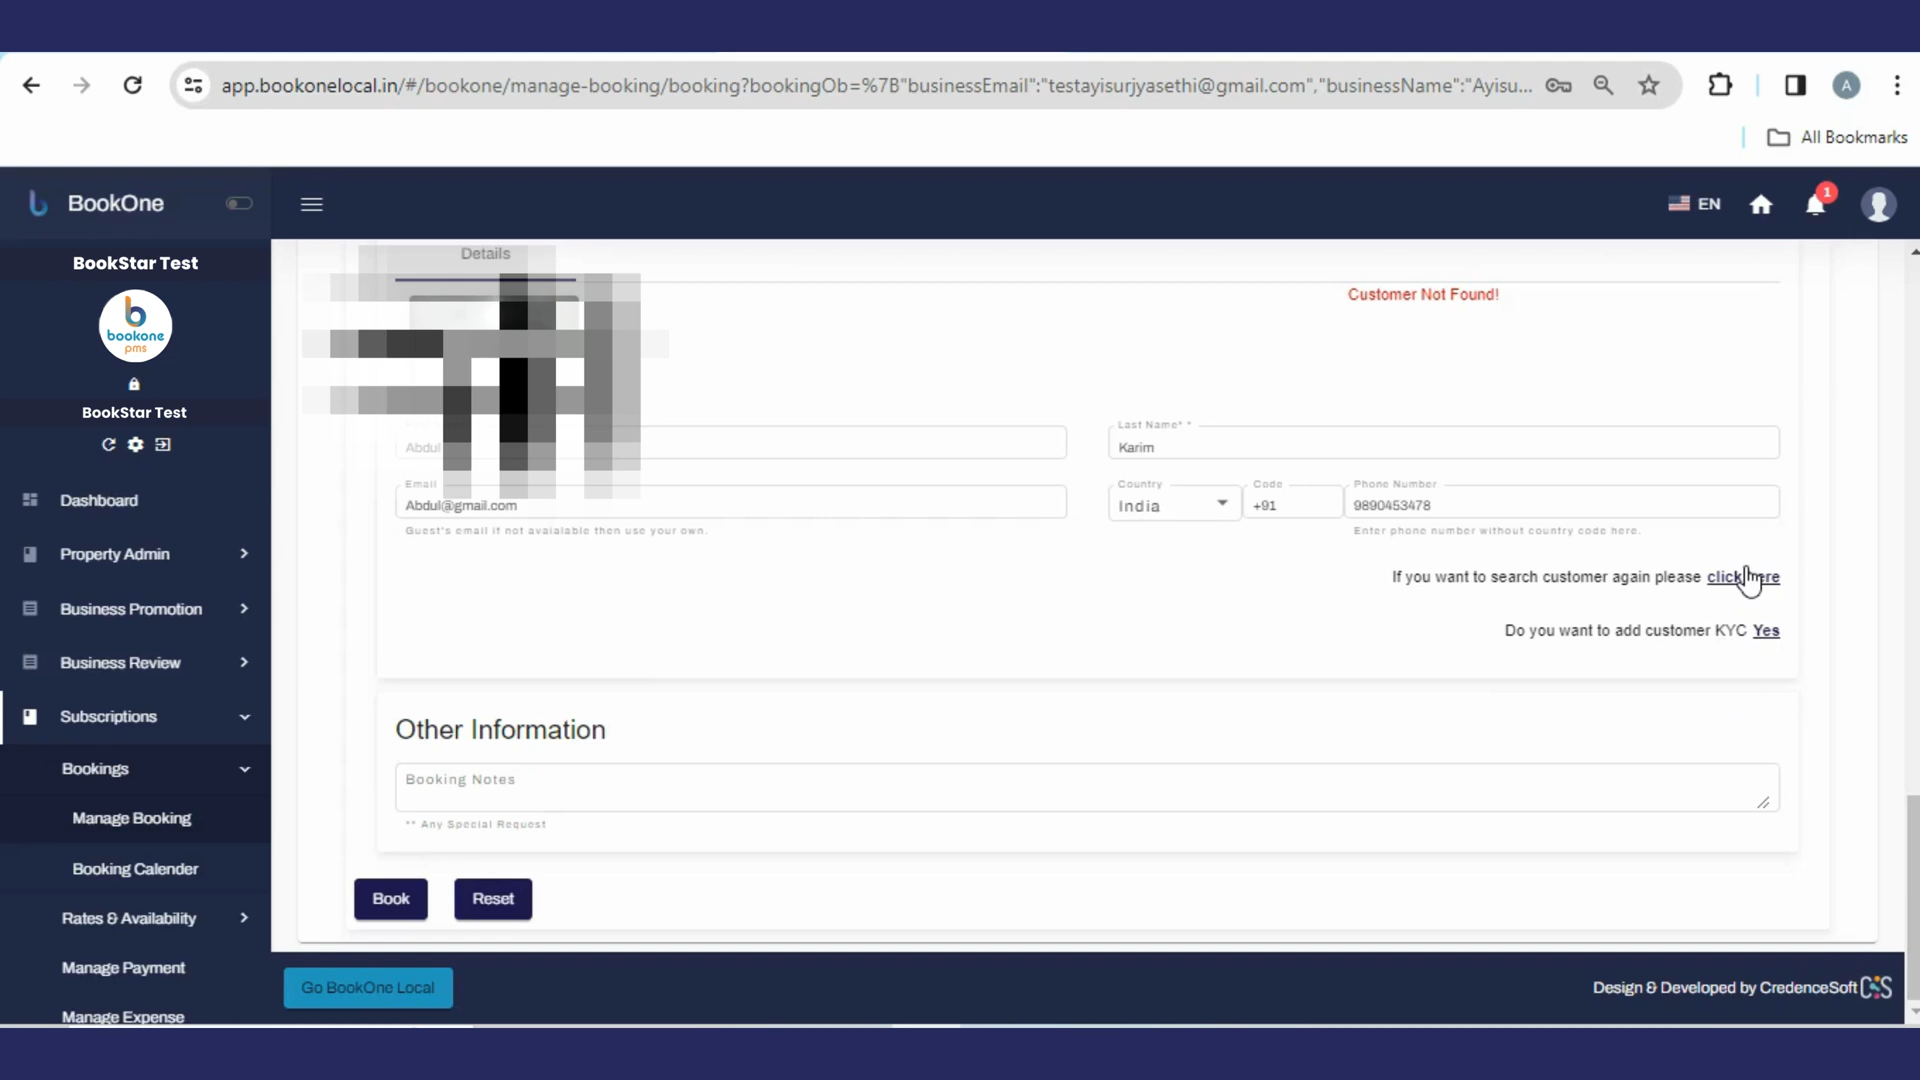 app.bookonelocal.in/#/bookone/manage-booking/booking?bookingOb=%7B"businessEmail":"testayisurjyasethi@gmail.com","businessName":"Ayisu...
A
All Bookmarks
BookOne
EN
1
BookStar Test
b
bookone
pms
BookStar Test
Dashboard
Property Admin
Business Promotion
Business Review
Subscriptions
Bookings
Manage Booking
Booking Calender
Rates & Availability
Manage Payment
Manage Expense
Details
Customer Not Found!
Abdul
Last Name* *
Karim
Email
Abdul@gmail.com
Guest's email if not avaialable then use your own.
Country
India
Code
+91
Phone Number
9890453478
Enter phone number without country code here.
If you want to search customer again please click here
Do you want to add customer KYC Yes
Other Information
Booking Notes
** Any Special Request
Book
Reset
Go BookOne Local
Design & Developed by CredenceSoft